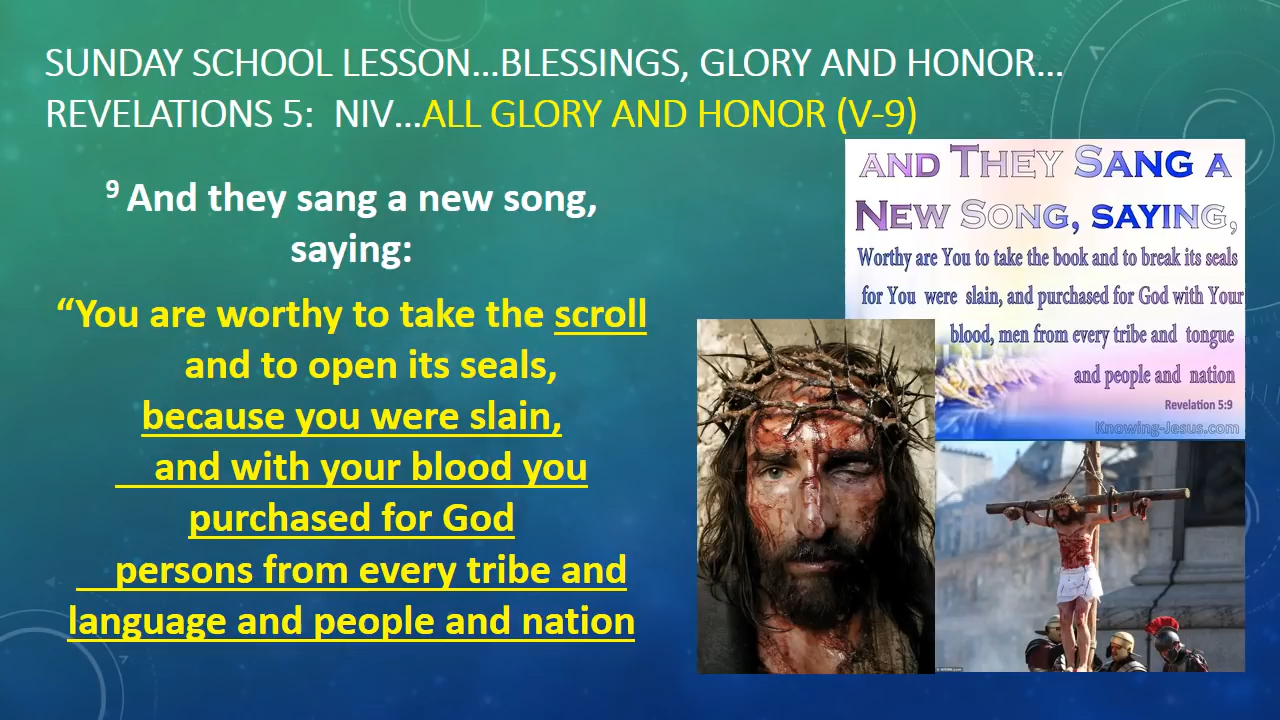 SUNDAY SCHOOL LESSON…BLESSINGS, GLORY AND HONOR…
REVELATIONS 5:  NIV…ALL GLORY AND HONOR (V-9)
9 And they sang a new song,
saying:
“You are worthy to take the scroll
and to open its seals,
because you were slain,
and with your blood you
purchased for God
persons from every tribe and
language and people and nation
AND THEY SANG A
NEW SONG, SAYING,
Worthy are You to take the book and to break its seals
for You were slain, and purchased for God with Your
blood, men from every tribe and tongue
and people and nation
Revelation 5:9
Knowing-Jesus.com